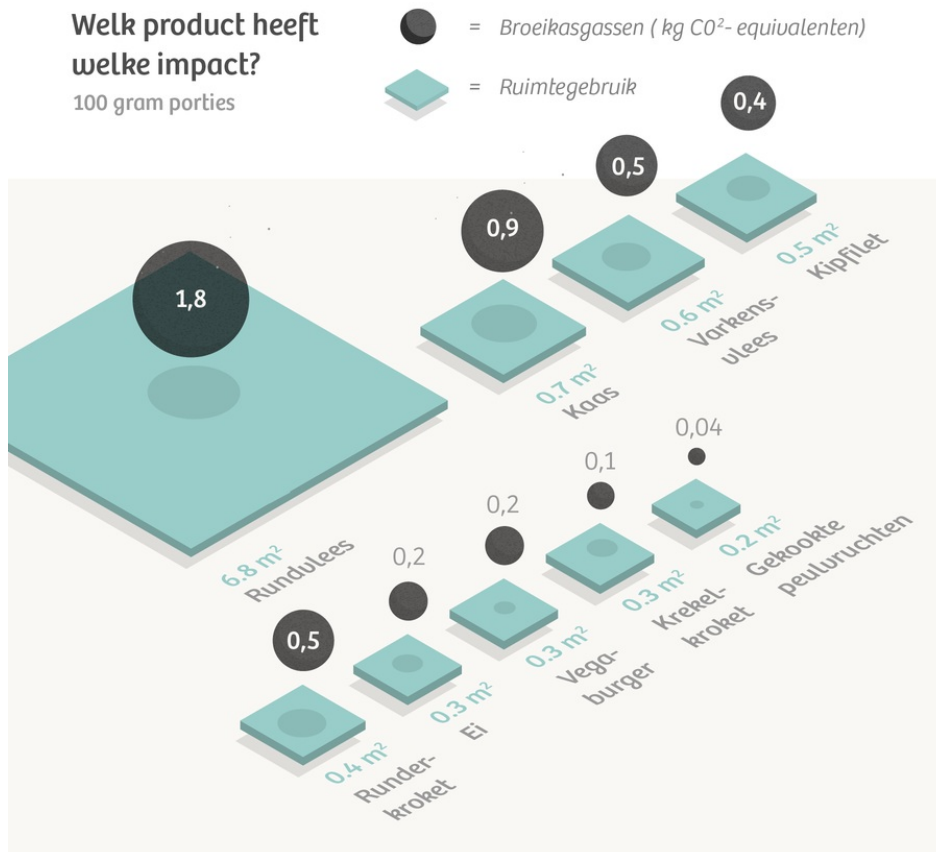 Welk product heeft
welke impact?
100 gram porties
= Broeikasgassen ( kg C0²- equivalenten)
= Ruimtegebruik
1,8
6.8 m²
Rundvlees
0,9
0.7 m²
Kaas
0,5
0.6 m²
Varkens-
vlees
0,4
0.5 m²
Kipfilet
0,5
0.4 m²
Runder-
kroket
0,2
0.3 m²
Ei
0,2
0.3 m²
Vega-
burger
0,1
0.3 m²
Krekel-
kroket
0,04
0.2 m²
Gekookte
peulvruchten